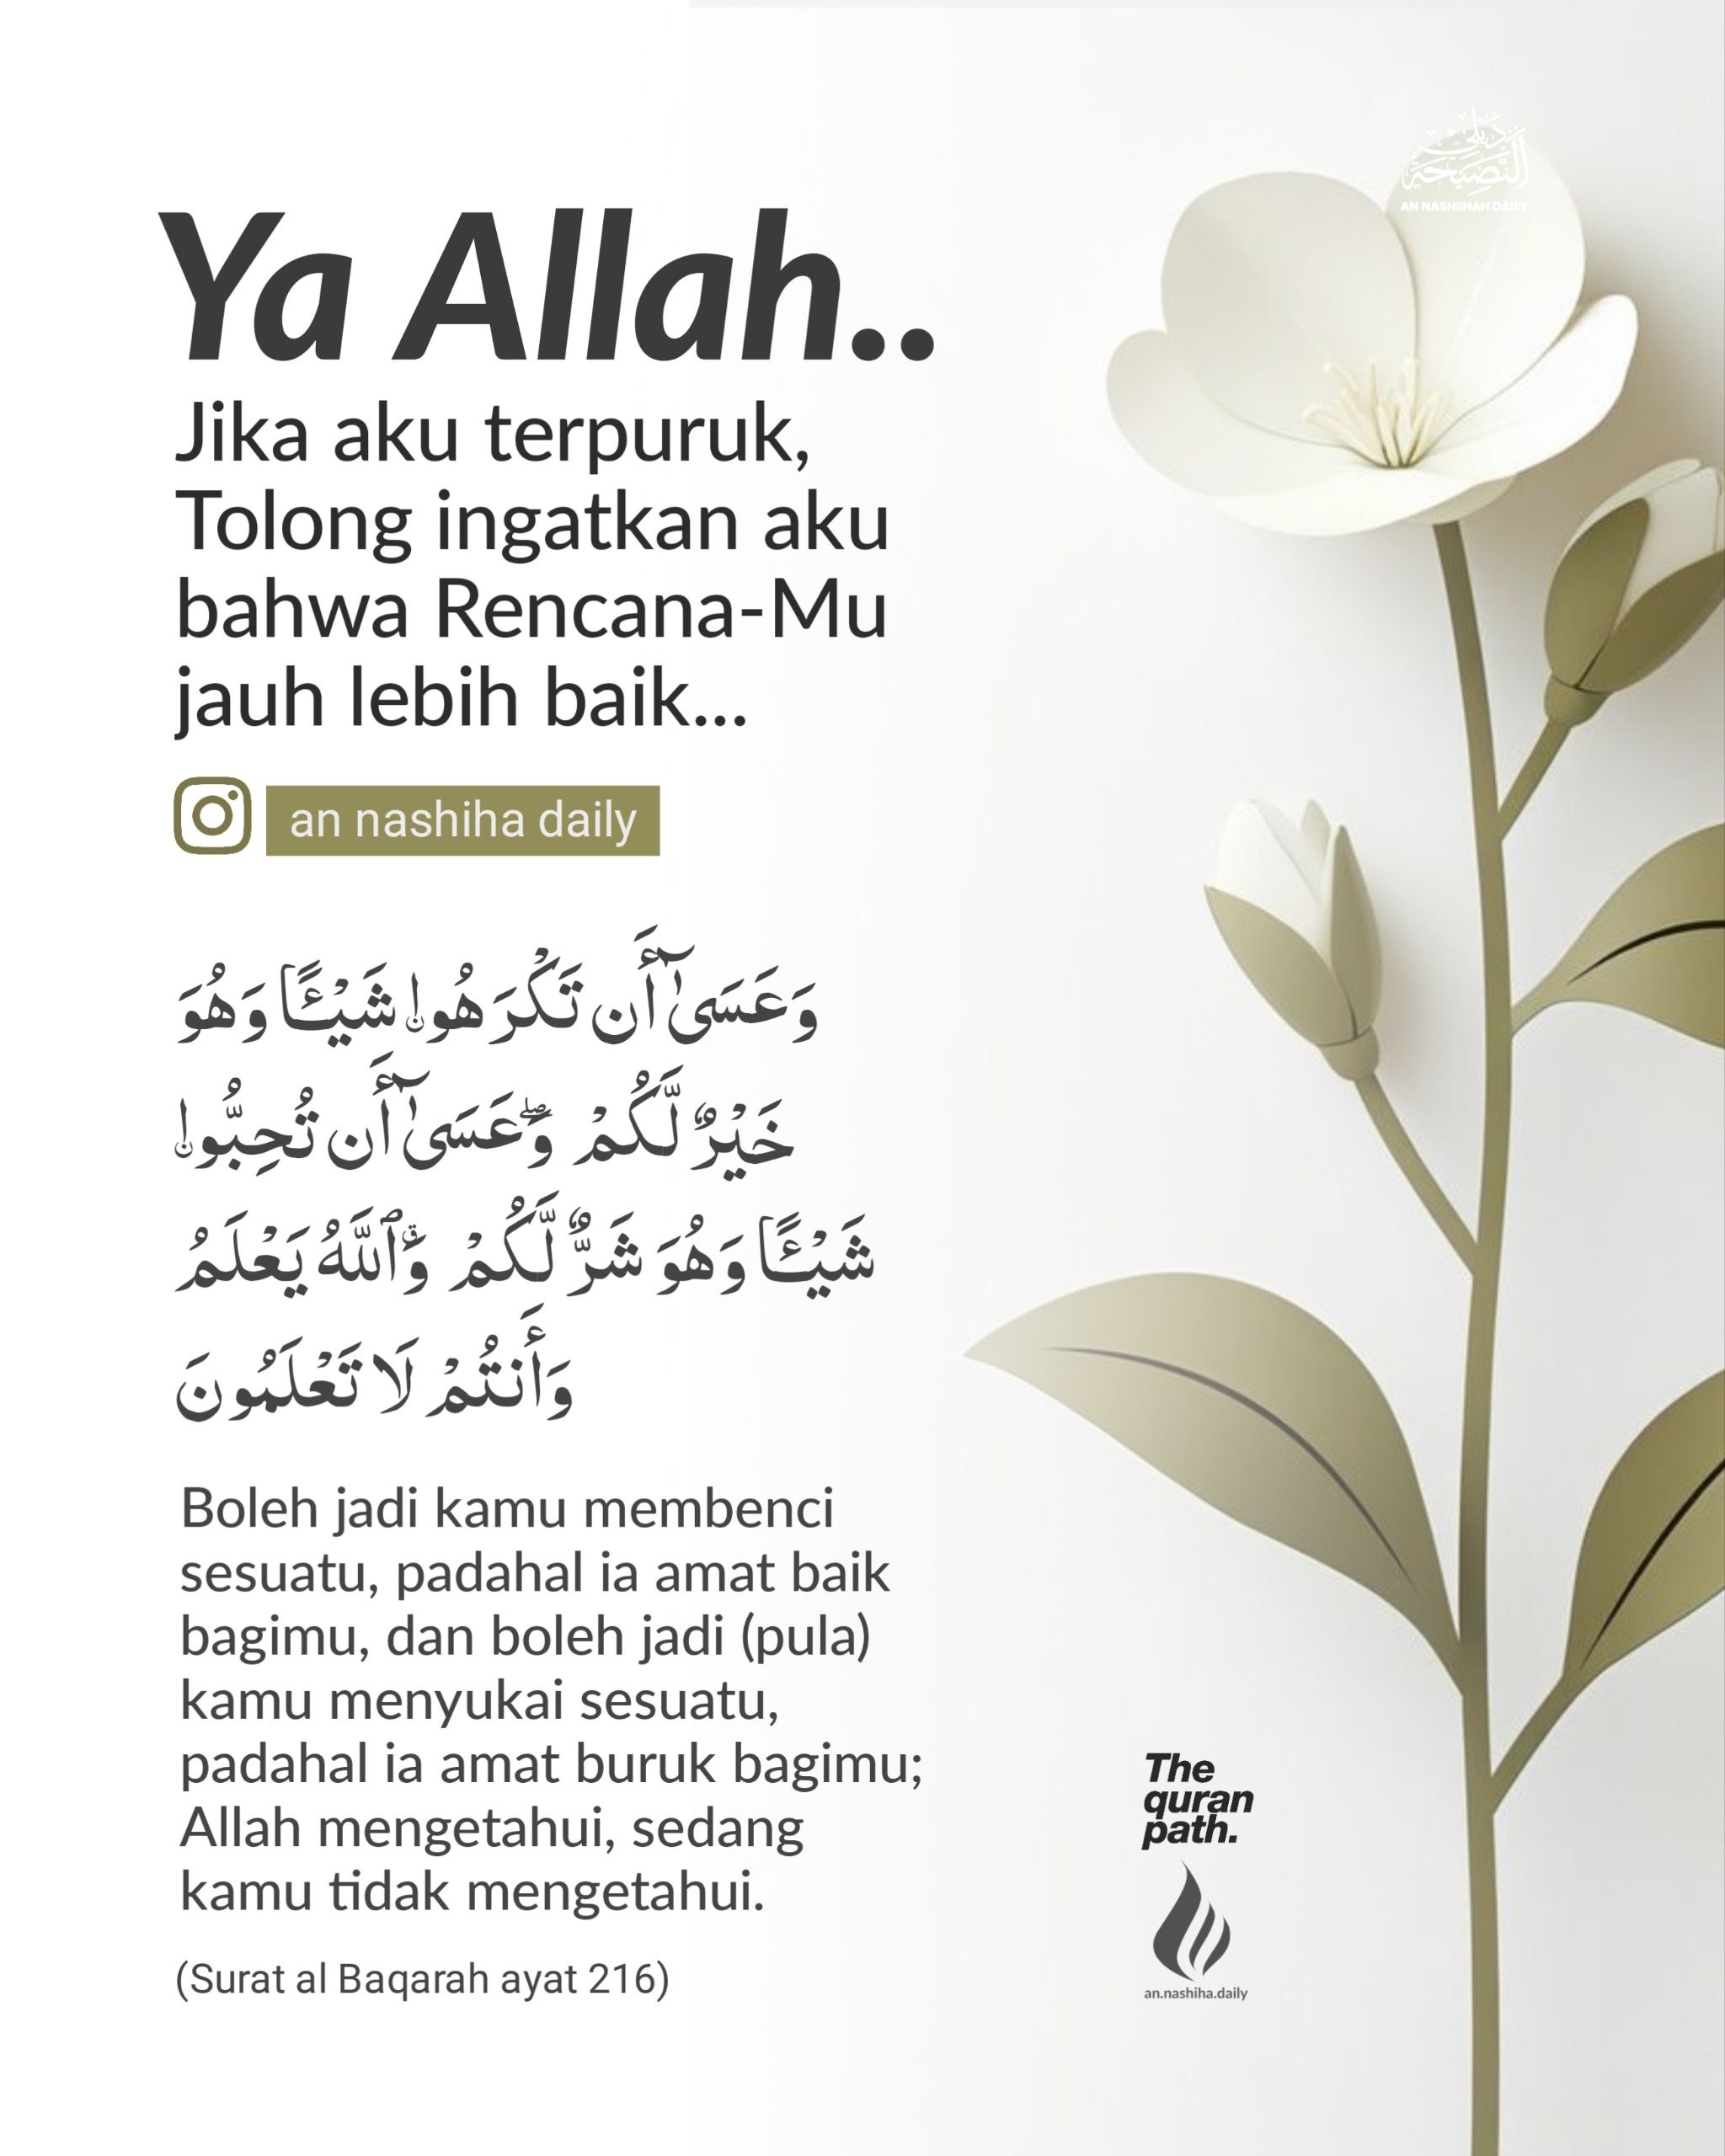 دیلي
النصيحة
AN NASHIIHAH DAILY
Ya Allah..
Jika aku terpuruk,
Tolong ingatkan aku
bahwa Rencana-Mu
jauh lebih baik...
an nashiha daily
وَعَسَىٰٓ أَن تَكْرَهُوا۟ شَيْـًٔا وَهُوَ
خَيْرٌ لَّكُمْ ۖ وَعَسَىٰٓ أَن تُحِبُّوا۟
شَيْـًٔا وَهُوَ شَرٌّ لَّكُمْ ۗ وَٱللَّهُ يَعْلَمُ
وَأَنتُمْ لَا تَعْلَمُونَ
Boleh jadi kamu membenci
sesuatu, padahal ia amat baik
bagimu, dan boleh jadi (pula)
kamu menyukai sesuatu,
padahal ia amat buruk bagimu;
Allah mengetahui, sedang
kamu tidak mengetahui.
(Surat al Baqarah ayat 216)
The
quran
path.
an.nashiha.daily